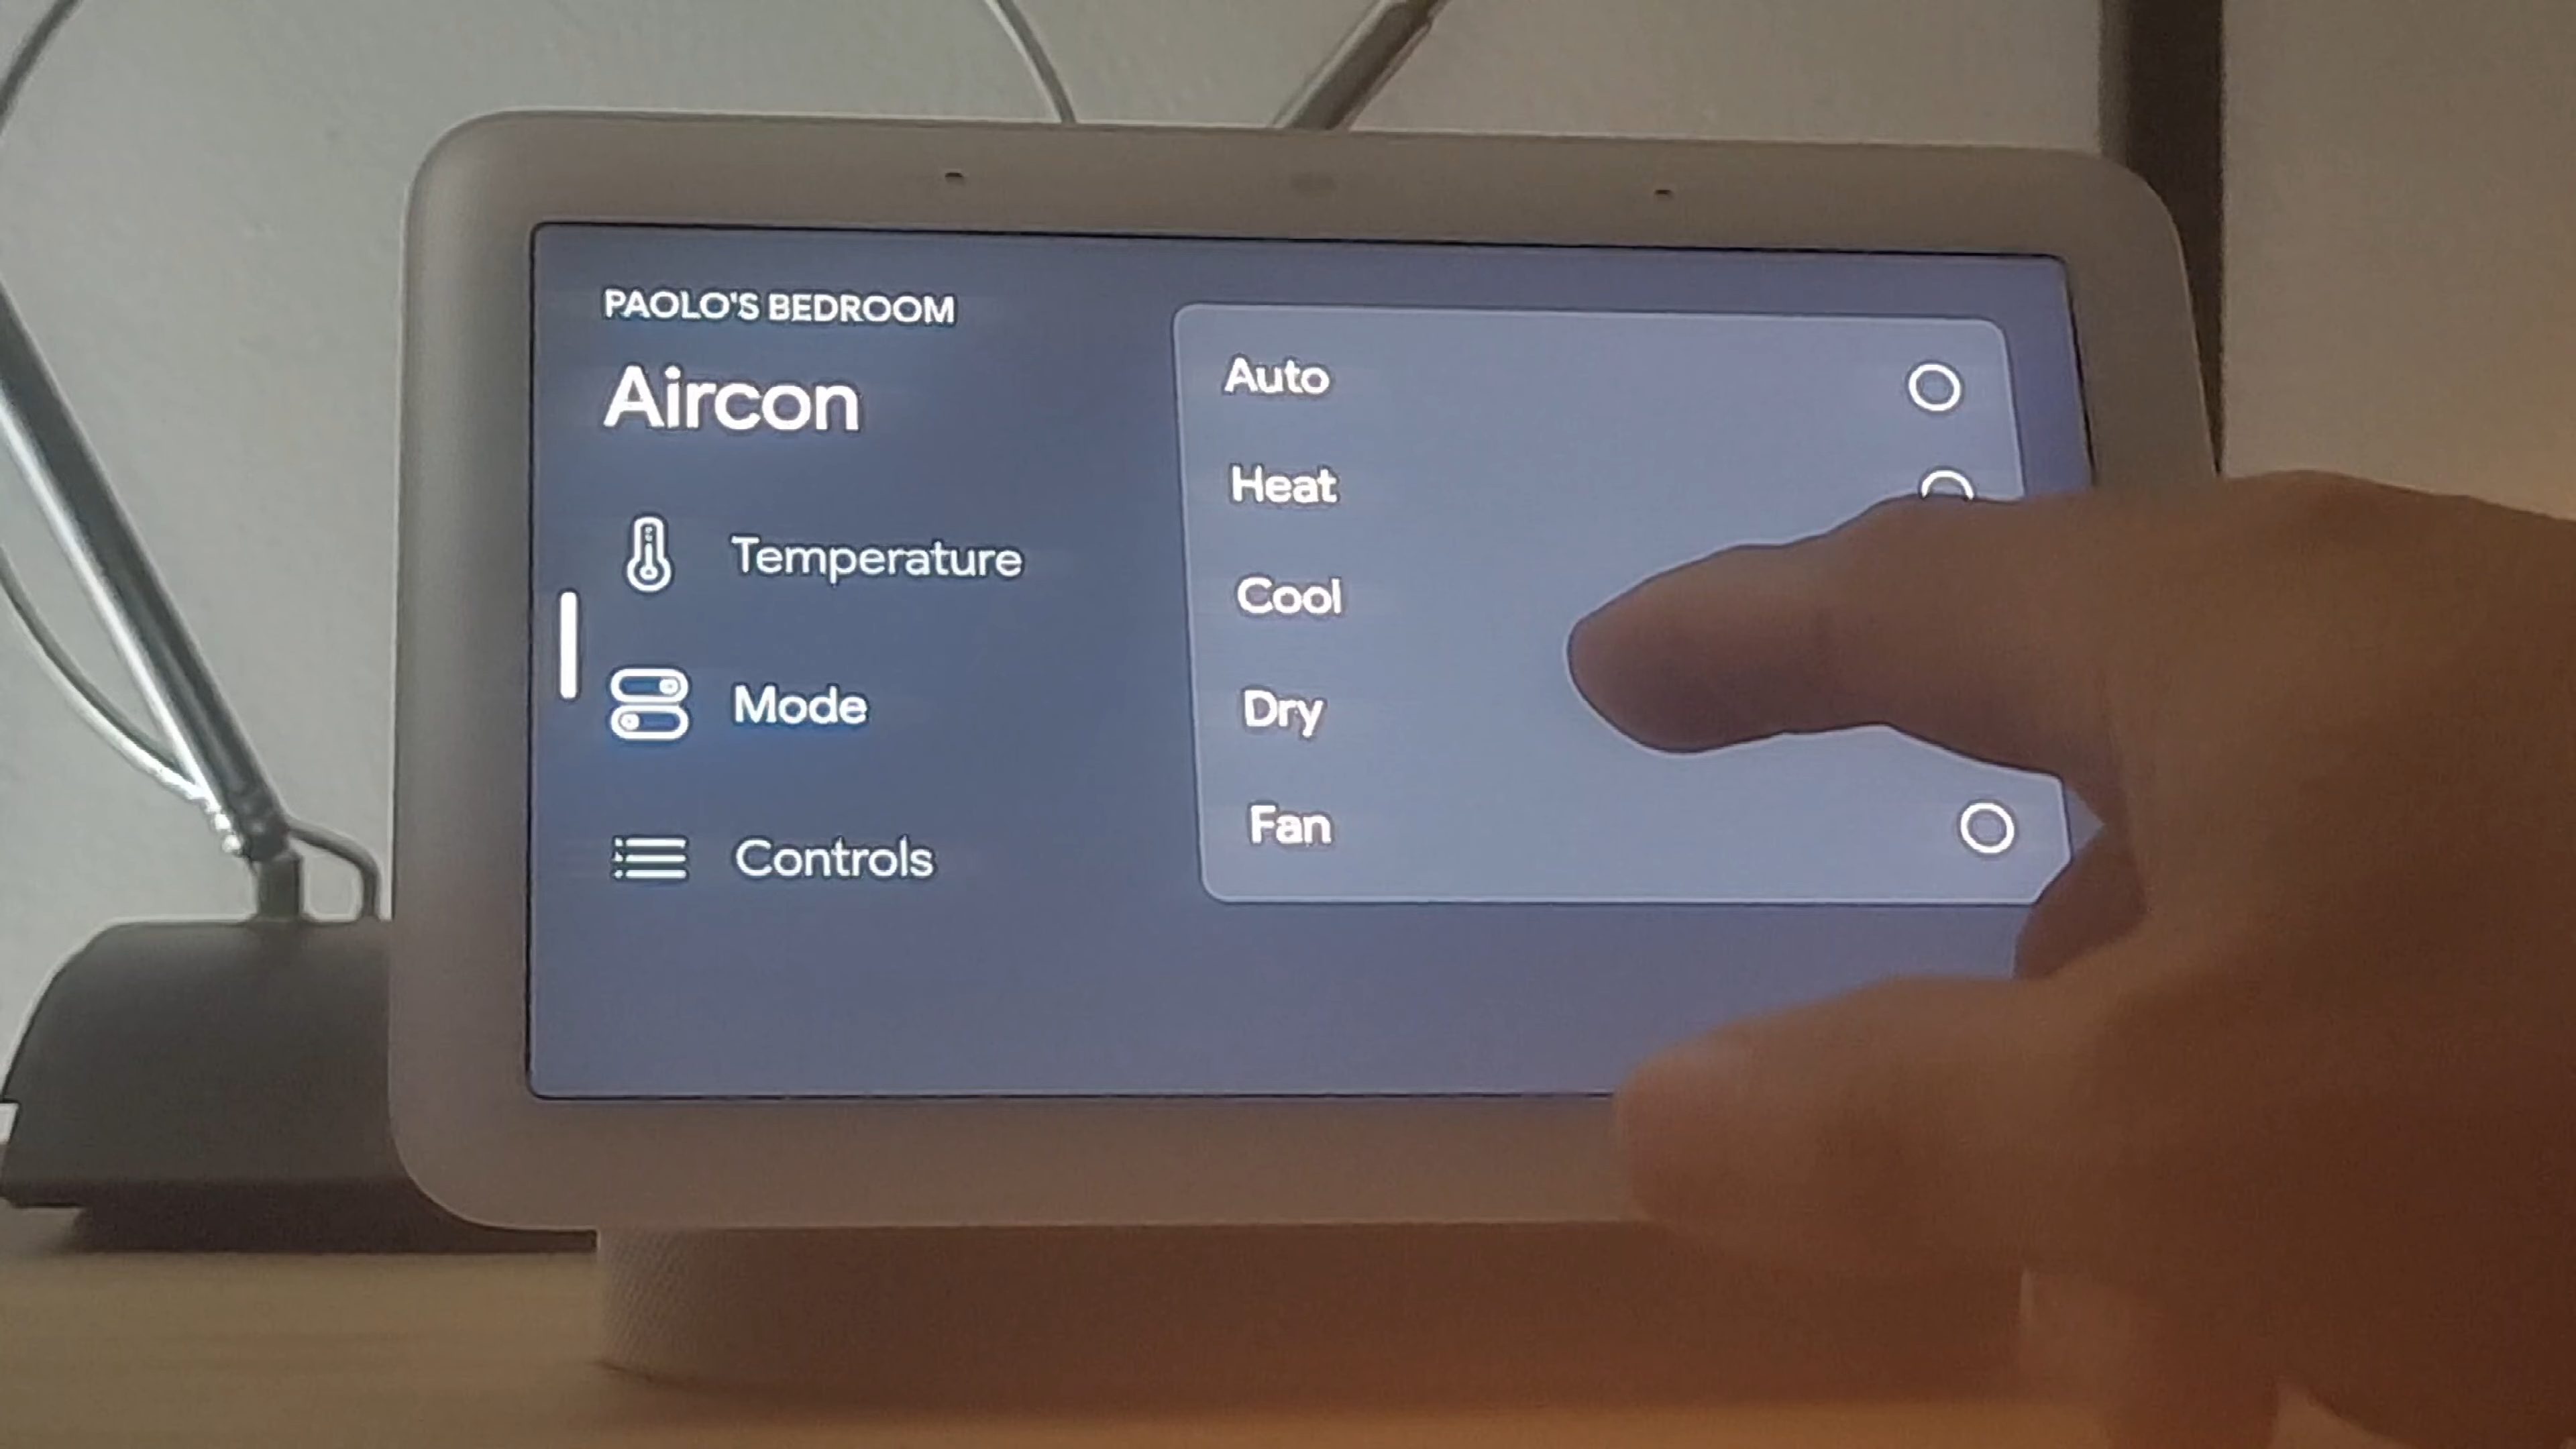 PAOLO'S BEDROOM
Aircon
Temperature
Mode
Controls
Auto
Heat
Cool
Dry
Fan